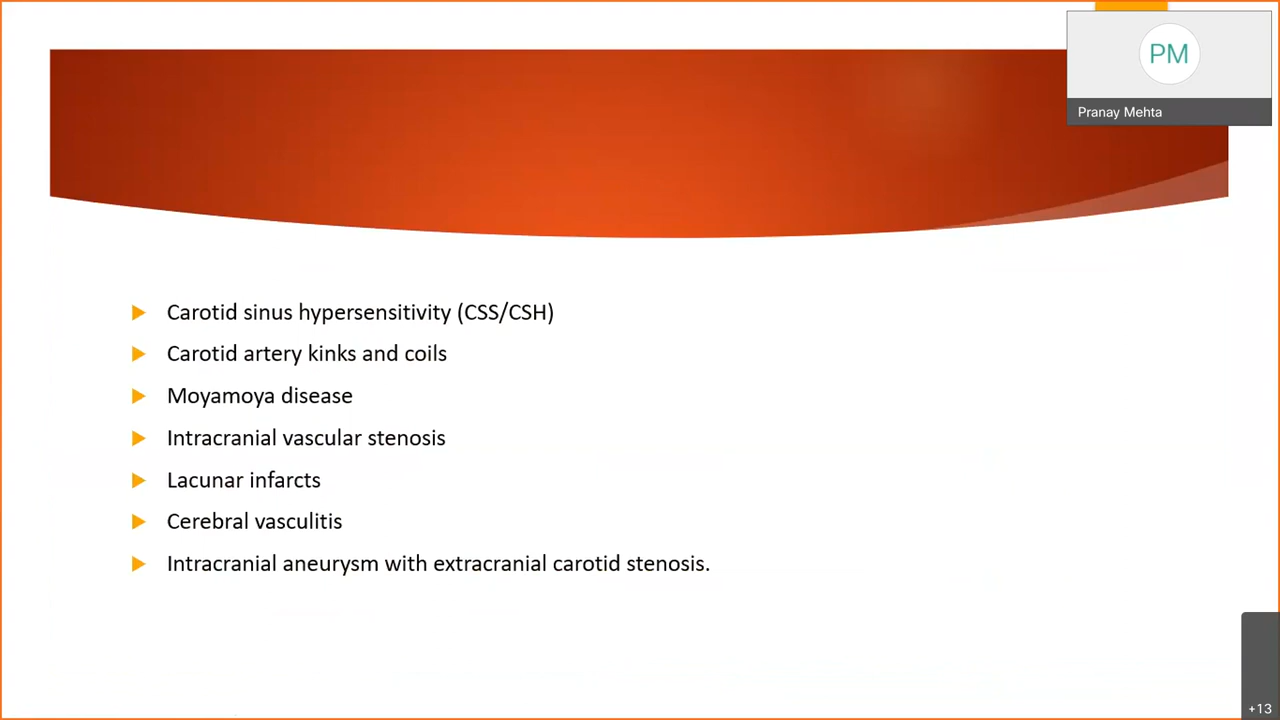 PM
Pranay Mehta
Carotid sinus hypersensitivity (CSS/CSH)
Carotid artery kinks and coils
Moyamoya disease
Intracranial vascular stenosis
Lacunar infarcts
Cerebral vasculitis
Intracranial aneurysm with extracranial carotid stenosis.
+13